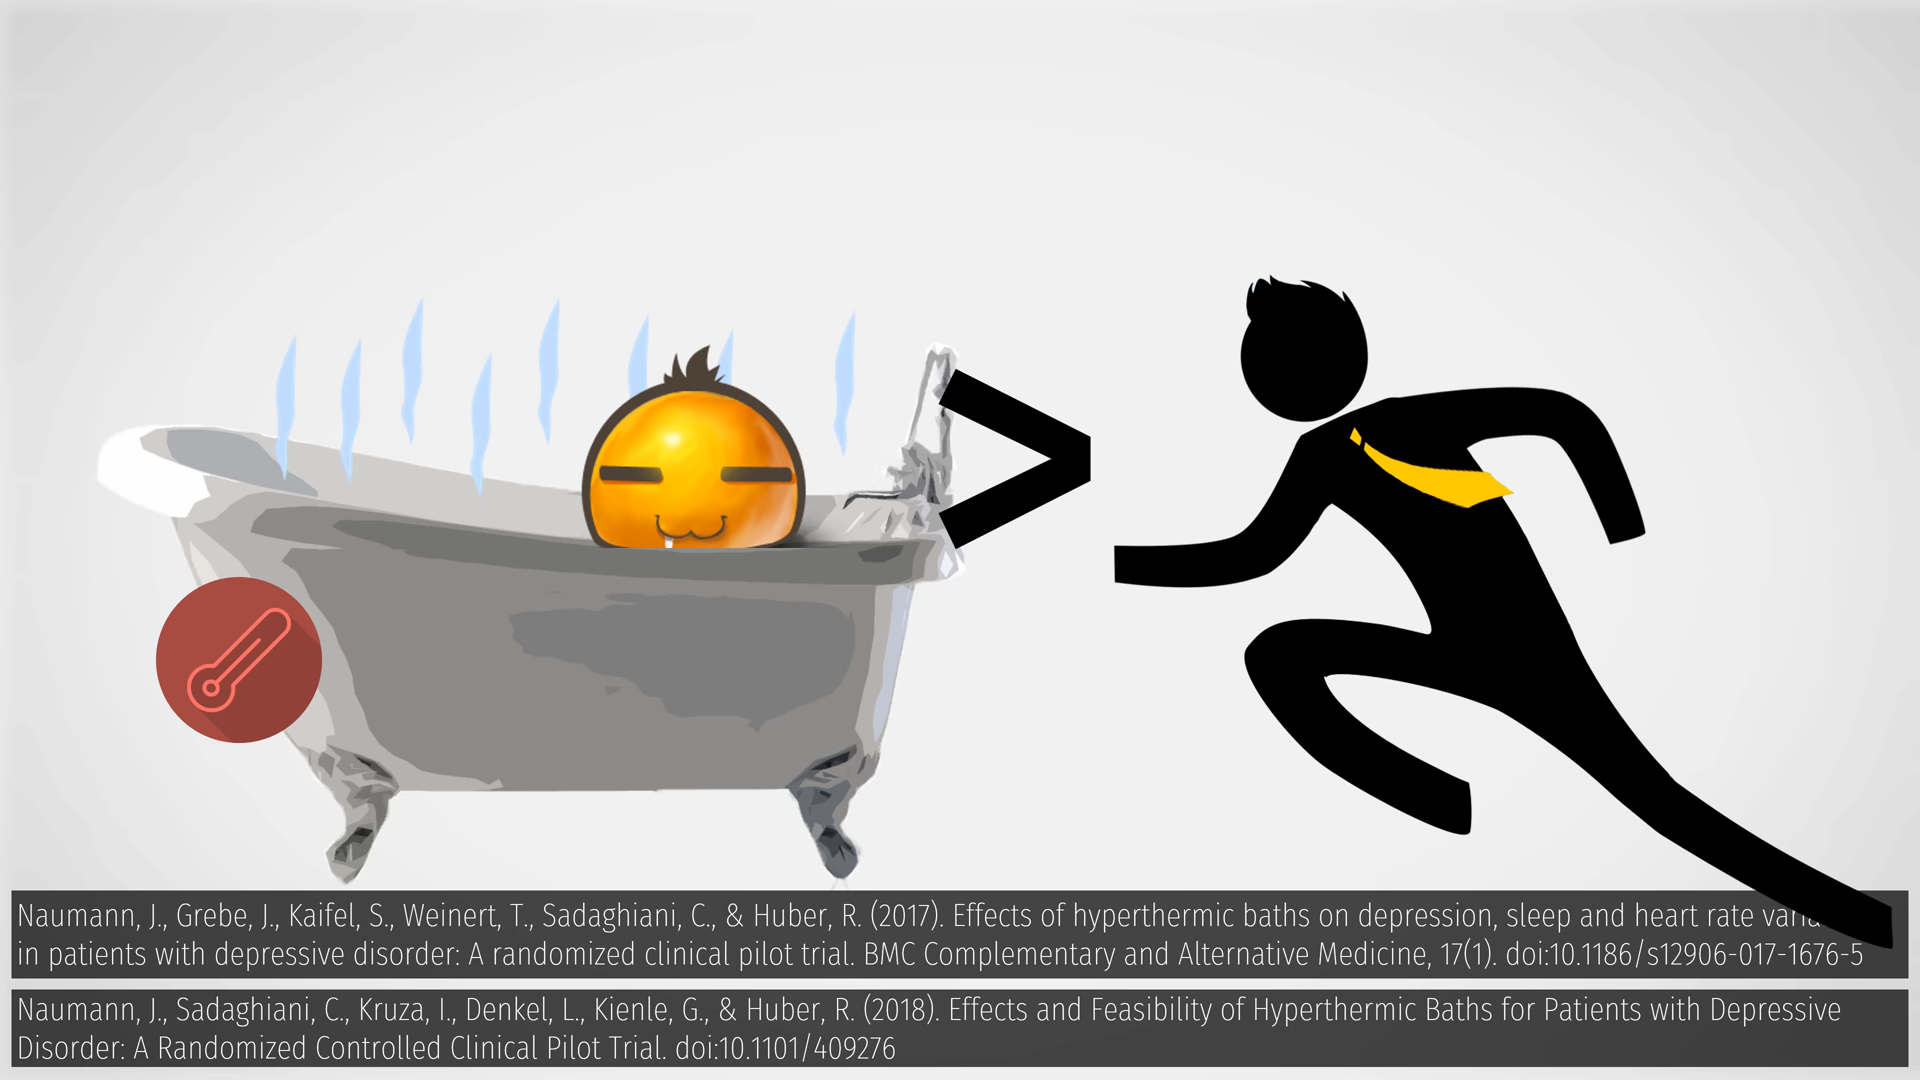 >
Naumann, J., Grebe, J., Kaifel, S., Weinert, T., Sadaghiani, C., & Huber, R. (2017). Effects of hyperthermic baths on depression, sleep and heart rate
in patients with depressive disorder: A randomized clinical pilot trial. BMC Complementary and Alternative Medicine, 17(1). doi:10.1186/s12906-017-1676-5
Naumann, J., Sadaghiani, C., Kruza, I., Denkel, L., Kienle, G., & Huber, R. (2018). Effects and Feasibility of Hyperthermic Baths for Patients with Depressive
Disorder: A Randomized Controlled Clinical Pilot Trial. doi:10.1101/409276